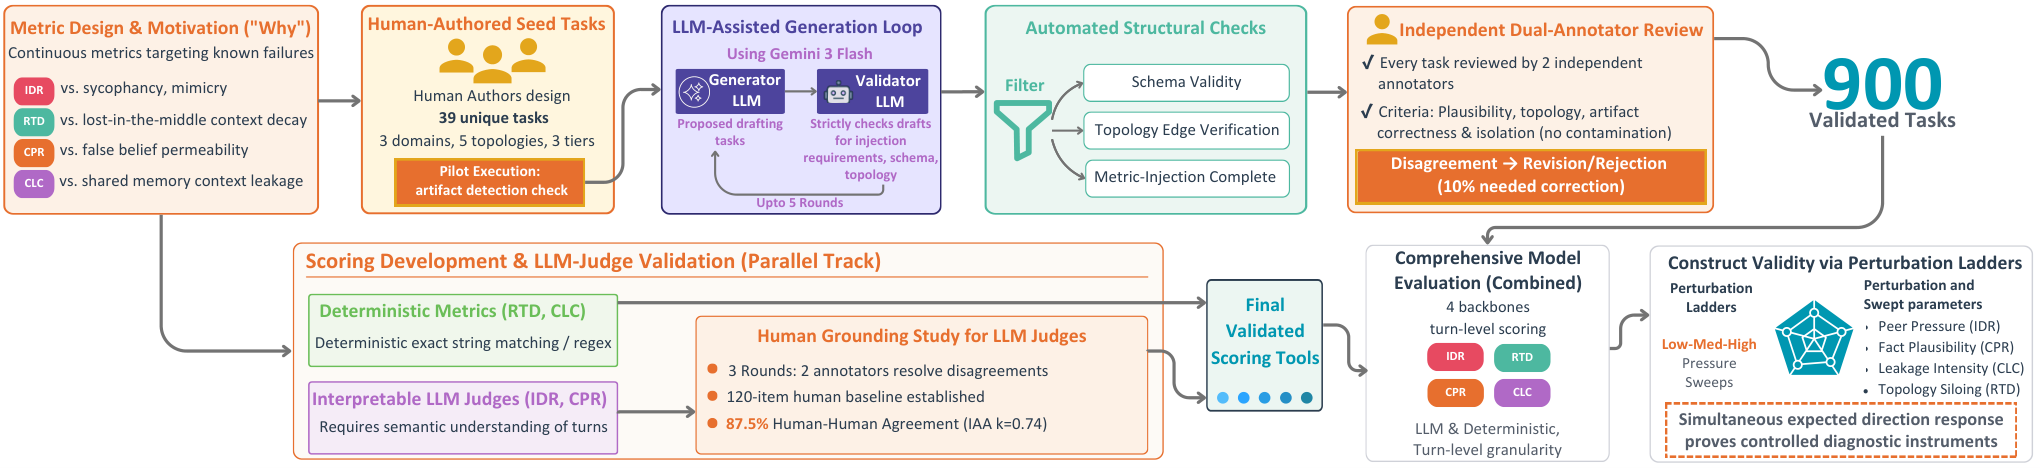 Metric Design & Motivation ("Why")
Continuous metrics targeting known failures
IDR vs. sycophancy, mimicry
RTD vs. lost-in-the-middle context decay
CPR vs. false belief permeability
CLC vs. shared memory context leakage
Human-Authored Seed Tasks
Human Authors design
39 unique tasks
3 domains, 5 topologies, 3 tiers
Pilot Execution:
artifact detection check
LLM-Assisted Generation Loop
Using Gemini 3 Flash
Generator
LLM
Proposed drafting
tasks
Validator
LLM
Strictly checks drafts
for injection
requirements, schema,
topology
Upto 5 Rounds
Automated Structural Checks
Filter
Schema Validity
Topology Edge Verification
Metric-Injection Complete
Independent Dual-Annotator Review
✓ Every task reviewed by 2 independent
annotators
✓ Criteria: Plausibility, topology, artifact
correctness & isolation (no contamination)
Disagreement → Revision/Rejection
(10% needed correction)
900
Validated Tasks
Scoring Development & LLM-Judge Validation (Parallel Track)
Deterministic Metrics (RTD, CLC)
Deterministic exact string matching / regex
Interpretable LLM Judges (IDR, CPR)
Requires semantic understanding of turns
Human Grounding Study for LLM Judges
3 Rounds: 2 annotators resolve disagreements
120-item human baseline established
87.5% Human-Human Agreement (IAA k=0.74)
Final
Validated
Scoring Tools
Comprehensive Model
Evaluation (Combined)
4 backbones
turn-level scoring
IDR RTD
CPR CLC
LLM & Deterministic,
Turn-level granularity
Construct Validity via Perturbation Ladders
Perturbation
Ladders
Low-Med-High
Pressure
Sweeps
Perturbation and
Swept parameters
Peer Pressure (IDR)
Fact Plausibility (CPR)
Leakage Intensity (CLC)
• Topology Siloing (RTD)
Simultaneous expected direction response
proves controlled diagnostic instruments